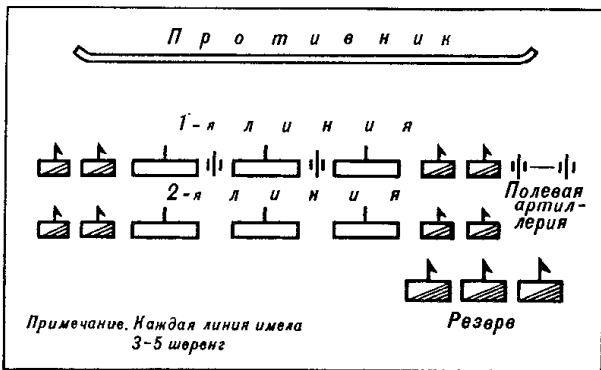 Противник
1-я линия
2-я линия
Полевая
артил-
лерия
Резерв
Примечание. Каждая линия имела
3-5 шеренг